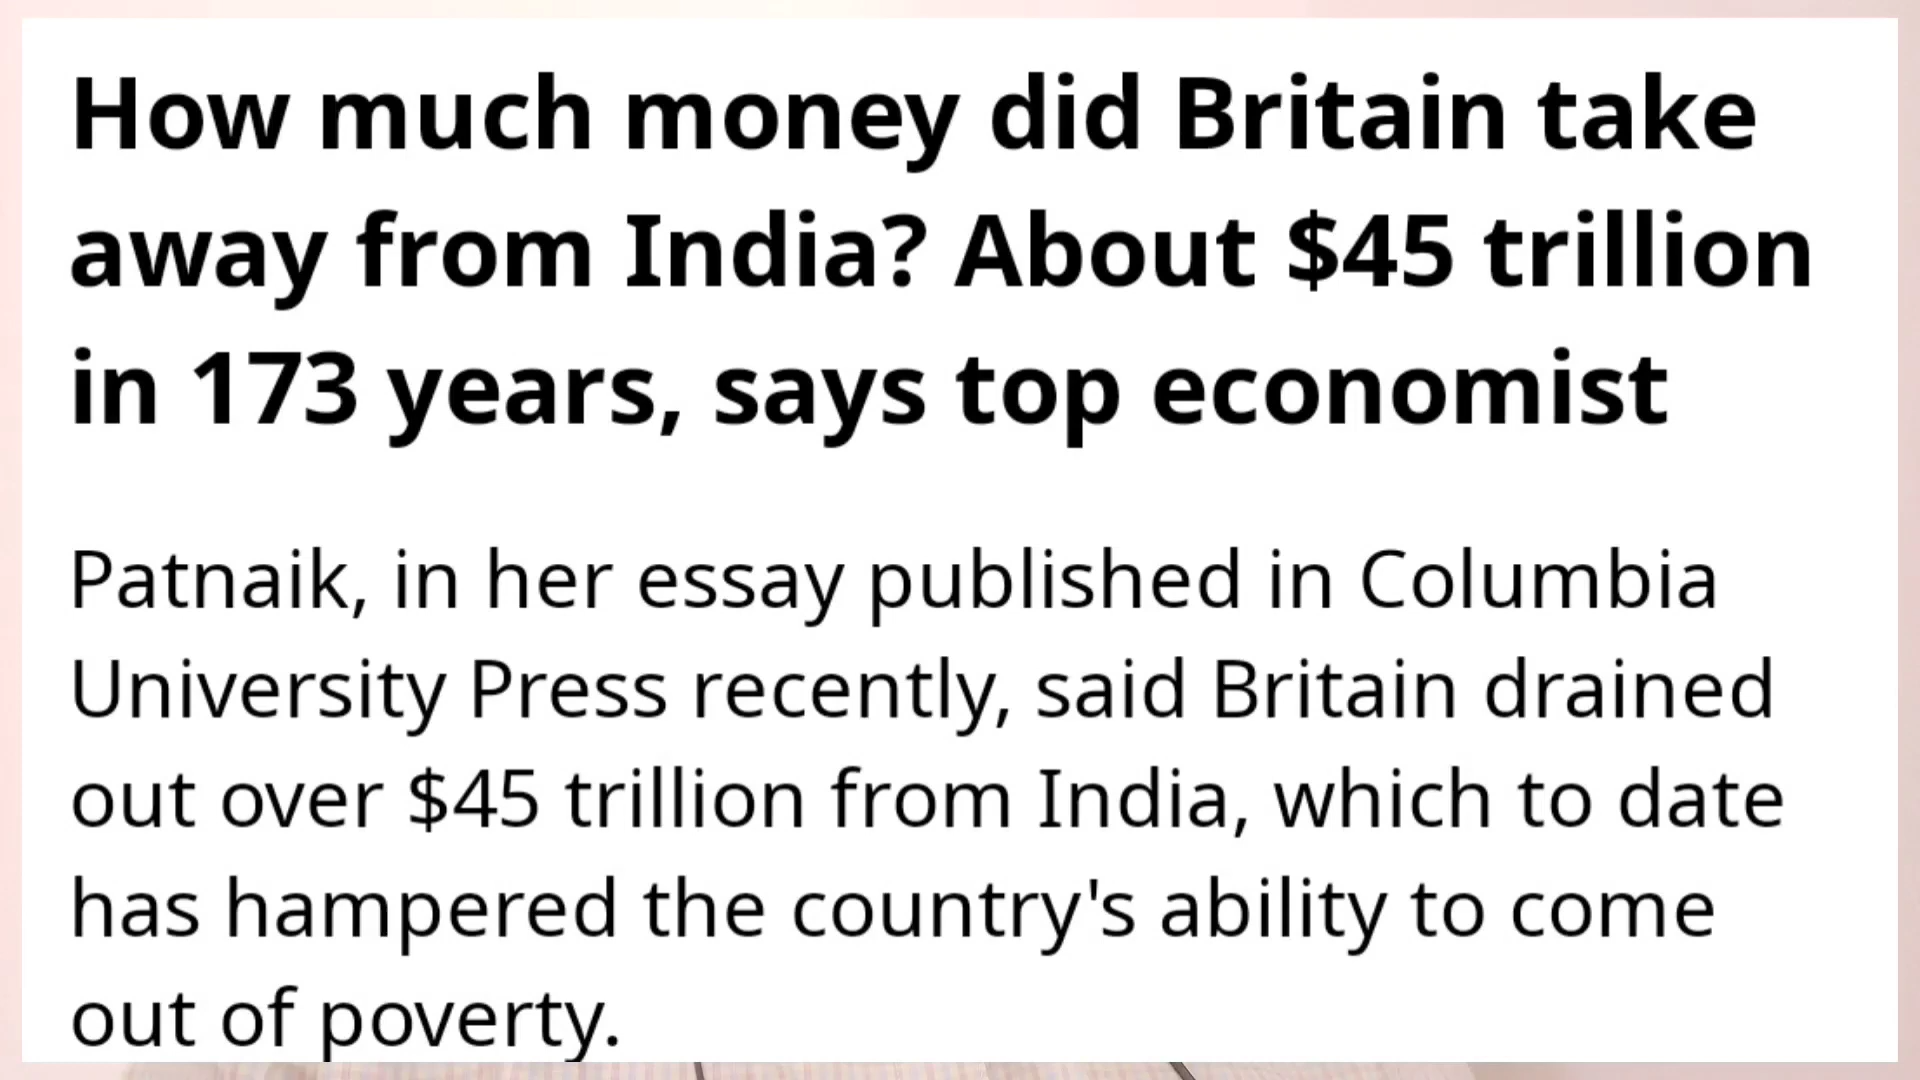 How much money did Britain take
away from India? About $45 trillion
in 173 years, says top economist
Patnaik, in her essay published in Columbia
University Press recently, said Britain drained
out over $45 trillion from India, which to date
has hampered the country's ability to come
out of poverty.